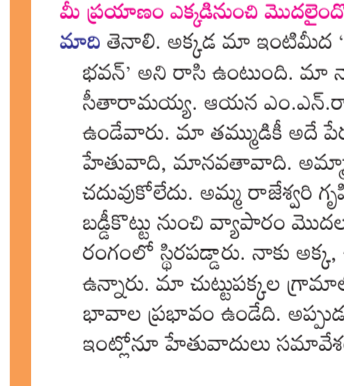 మీ ప్రయాణం ఎక్కడినుంచి మొదలైంది
మాది తెనాలి. అక్కడ మా ఇంటిమీద ‘
భవన్’ అని రాసి ఉంటుంది. మా
సీతారామయ్య. ఆయన ఎం.ఎన్.రా
ఉండేవారు. మా తమ్ముడికీ అదే పేరు
హేతువాది, మానవతావాది. అమ్మా
చదువుకోలేదు. అమ్మ రాజేశ్వరి గృహి
బడ్డీకొట్టు నుంచి వ్యాపారం మొదల
రంగంలో స్థిరపడ్డారు. నాకు అక్క,
ఉన్నారు. మా చుట్టుపక్కల గ్రామాల
భావాల ప్రభావం ఉండేది. అప్పుడ
ఇంట్లోనూ హేతువాదులు సమావేశ